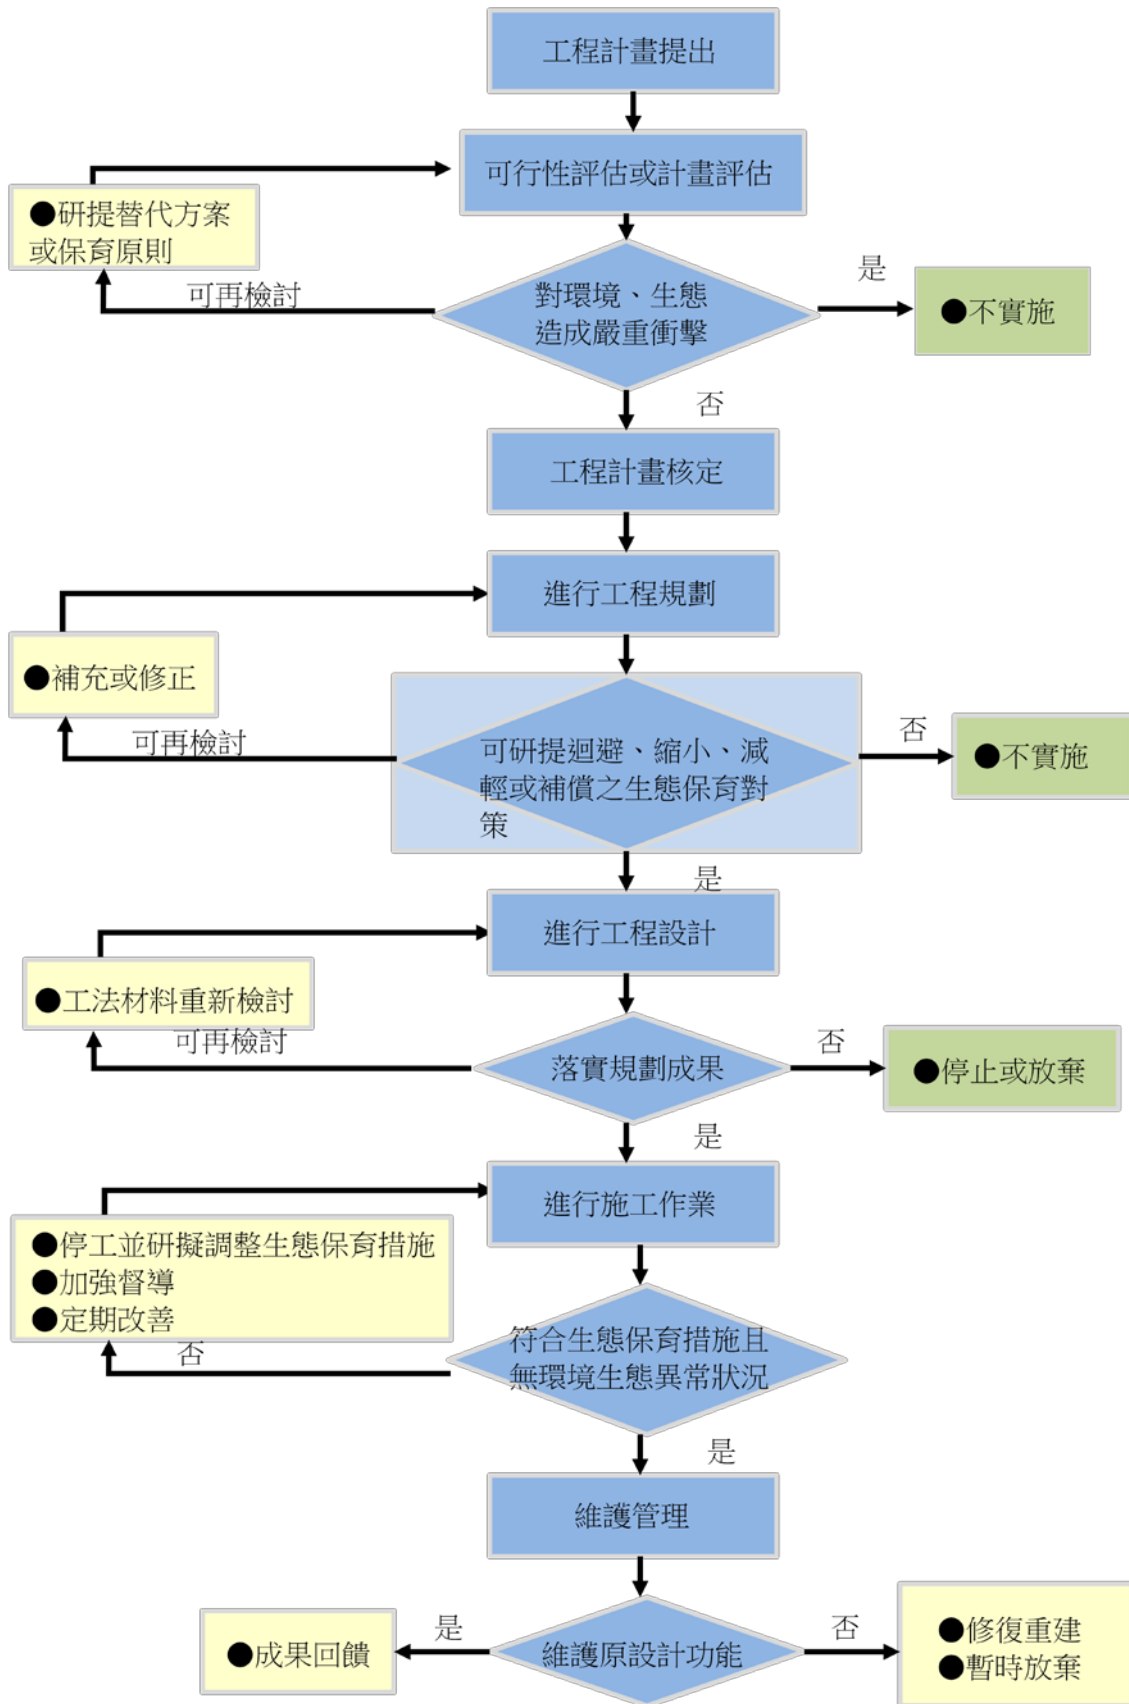 工程計畫提出
可行性評估或計畫評估
●研提替代方案
或保育原則
可再檢討
對環境、生態
造成嚴重衝擊
是
●不實施
否
工程計畫核定
進行工程規劃
●補充或修正
可再檢討
可研提迴避、縮小、減
輕或補償之生態保育對
策
否
●不實施
是
進行工程設計
●工法材料重新檢討
可再檢討
落實規劃成果
否
●停止或放棄
是
進行施工作業
●停工並研擬調整生態保育措施
●加強督導
●定期改善
否
符合生態保育措施且
無環境生態異常狀況
是
維護管理
●成果回饋
是
維護原設計功能
否
●修復重建
●暫時放棄